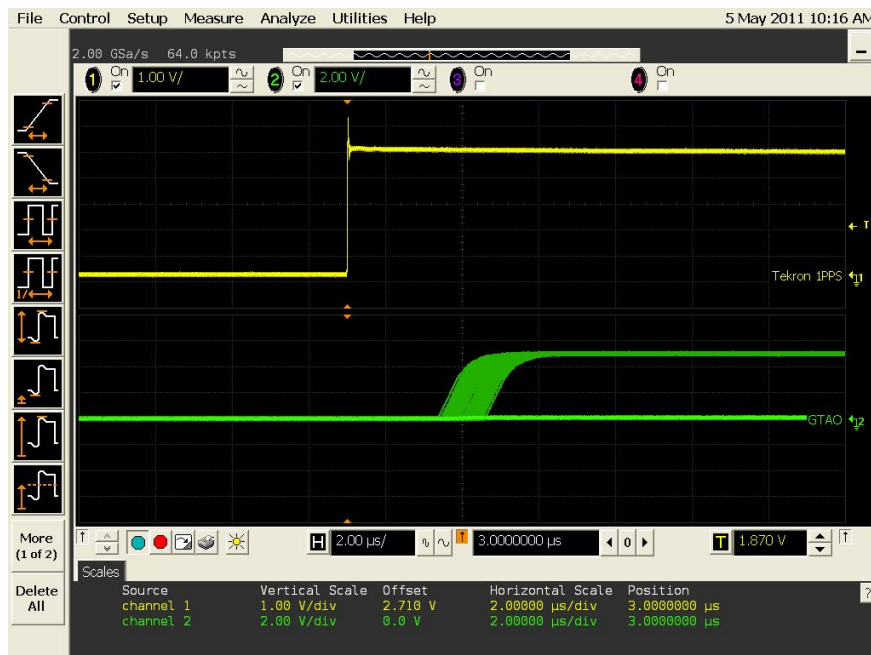 File Control Setup Measure Analyze Utilities Help 5 May 2011 10:16 AM
2.00 GSa/s 64.0 kpts
1 On 1.00 V/ 2 On 2.00 V/ 3 On 4 On
T
Tekron 1PPS 1
1/
GTAO 2
More
(1 of 2)
H 2.00 µs/ 3.0000000 µs 0 T 1.870 V
Scales
Delete
All
Source Vertical Scale Offset Horizontal Scale Position
channel 1 1.00 V/div 2.710 V 2.00000 µs/div 3.0000000 µs
channel 2 2.00 V/div 0.0 V 2.00000 µs/div 3.0000000 µs
?